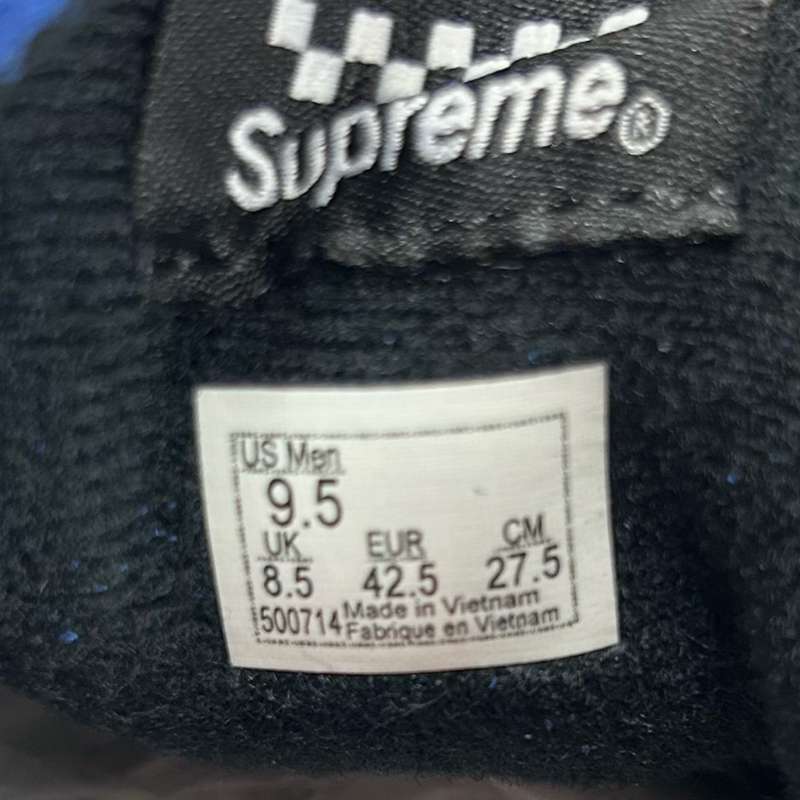 Supreme®
US Men
9.5
UK EUR CM
8.5 42.5 27.5
500714 Made in Vietnam
Fabrique en Vietnam